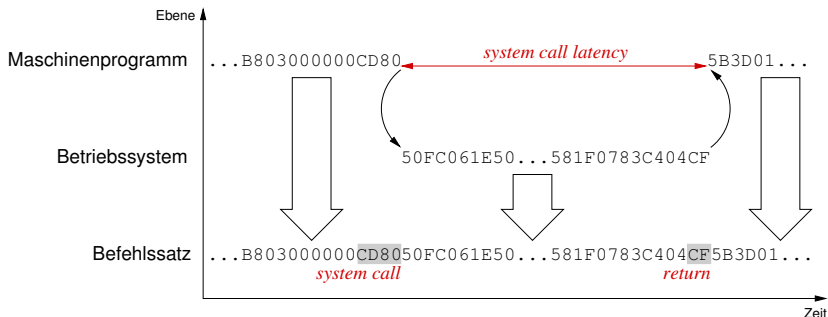 Ebene
Maschinenprogramm ...B803000000CD80 system call latency 5B3D01...
Betriebssystem 50FC061E50...581F0783C404CF
Befehlssatz ...B803000000CD8050FC061E50...581F0783C404CF5B3D01...
system call return
Zeit